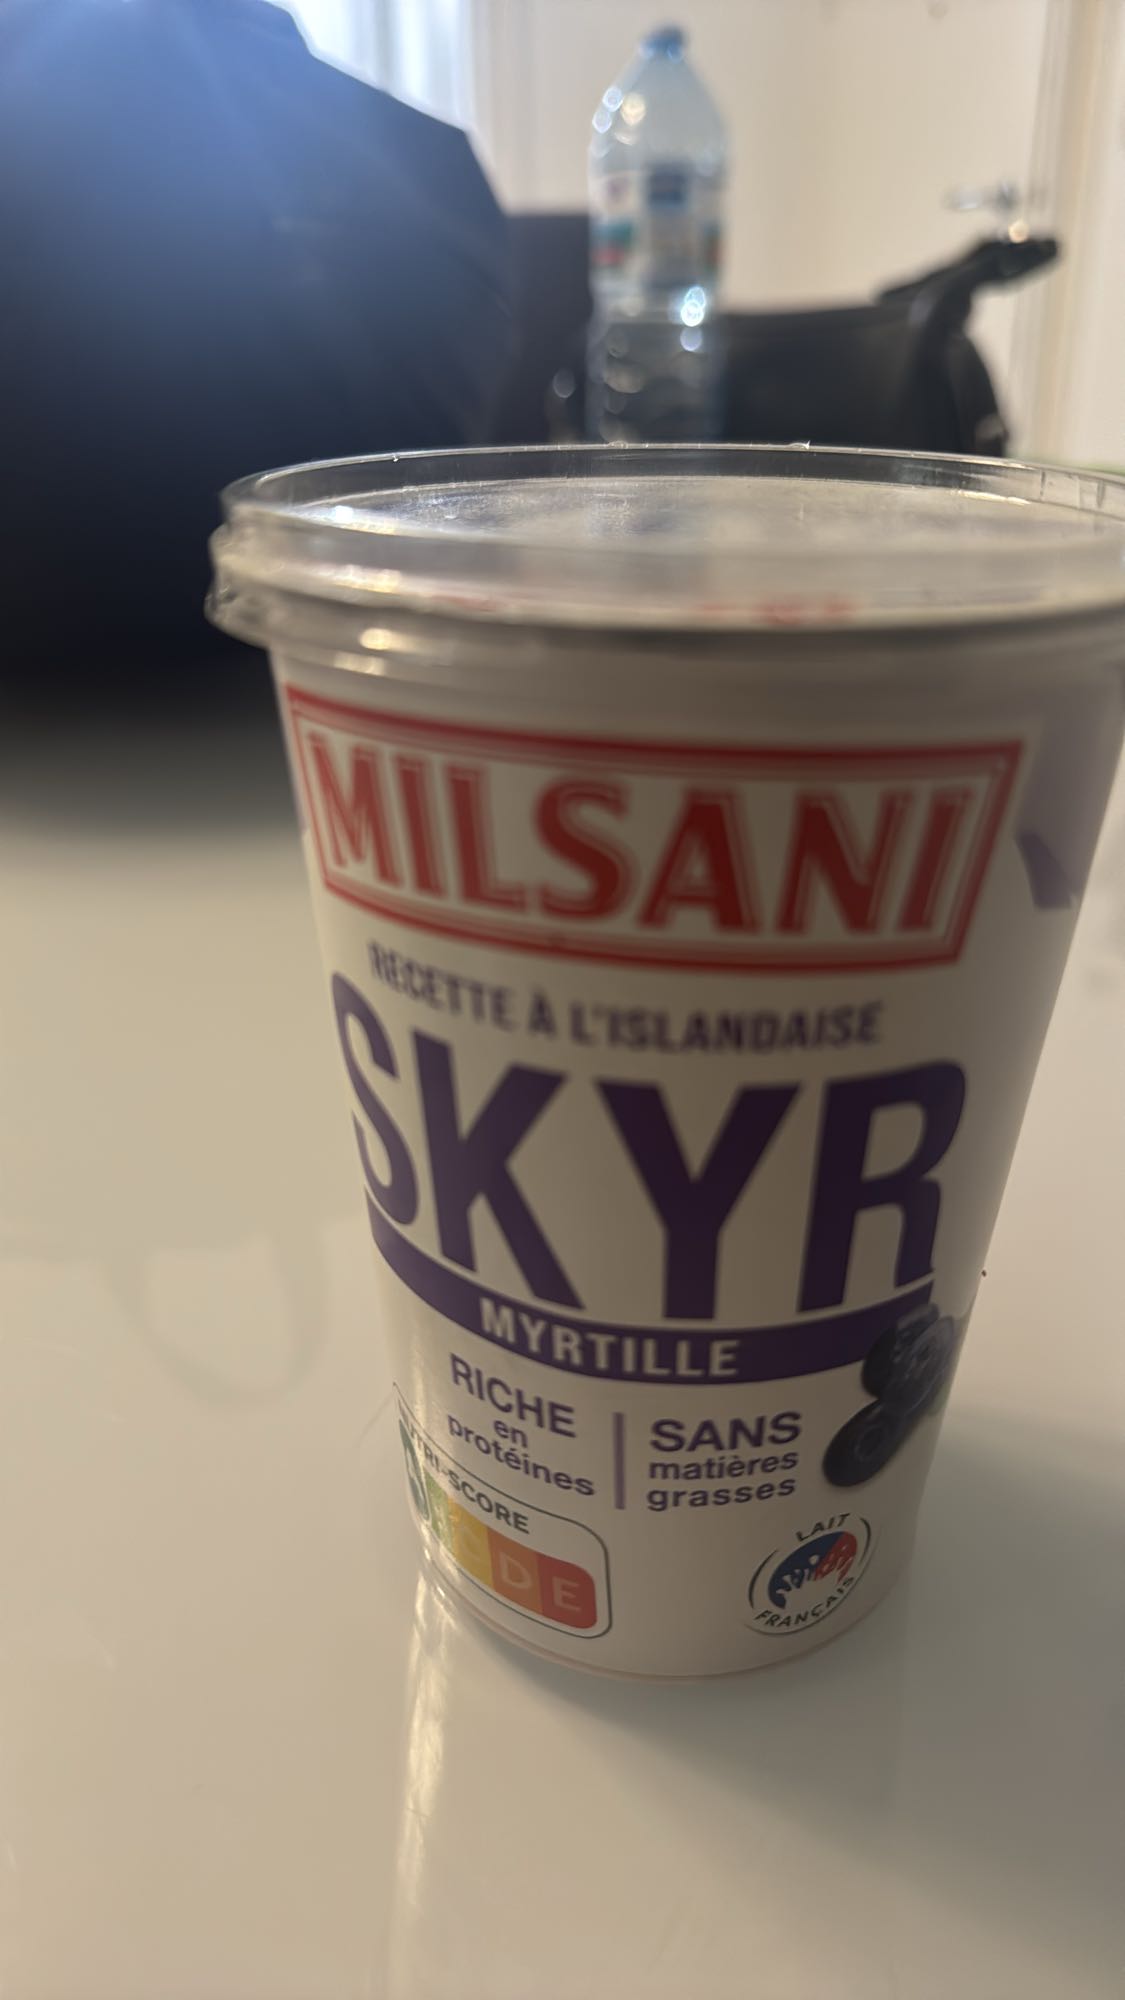 MILSANI
RECETTE À L'ISLANDAISE
SKYR
MYRTILLE
RICHE
en
protéines
SANS
matières
grasses
NUTRI-SCORE
C D E
LAIT
FRANÇAIS